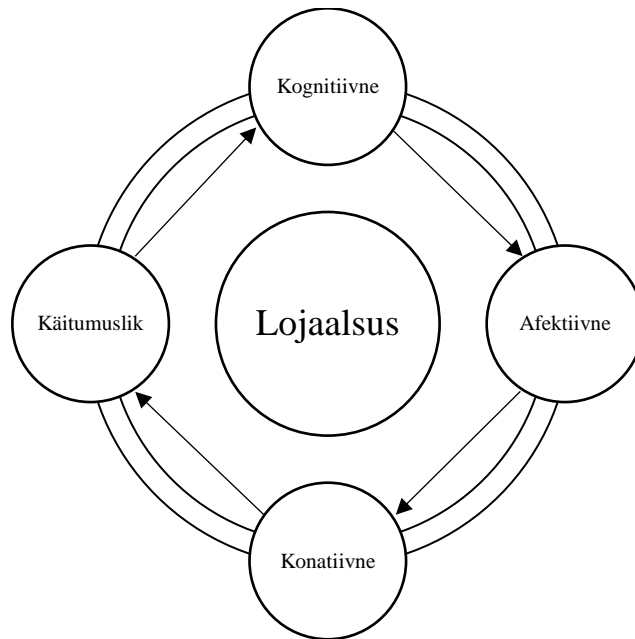 Kognitiivne
Käitumuslik
Lojaalsus
Afektiivne
Konatiivne